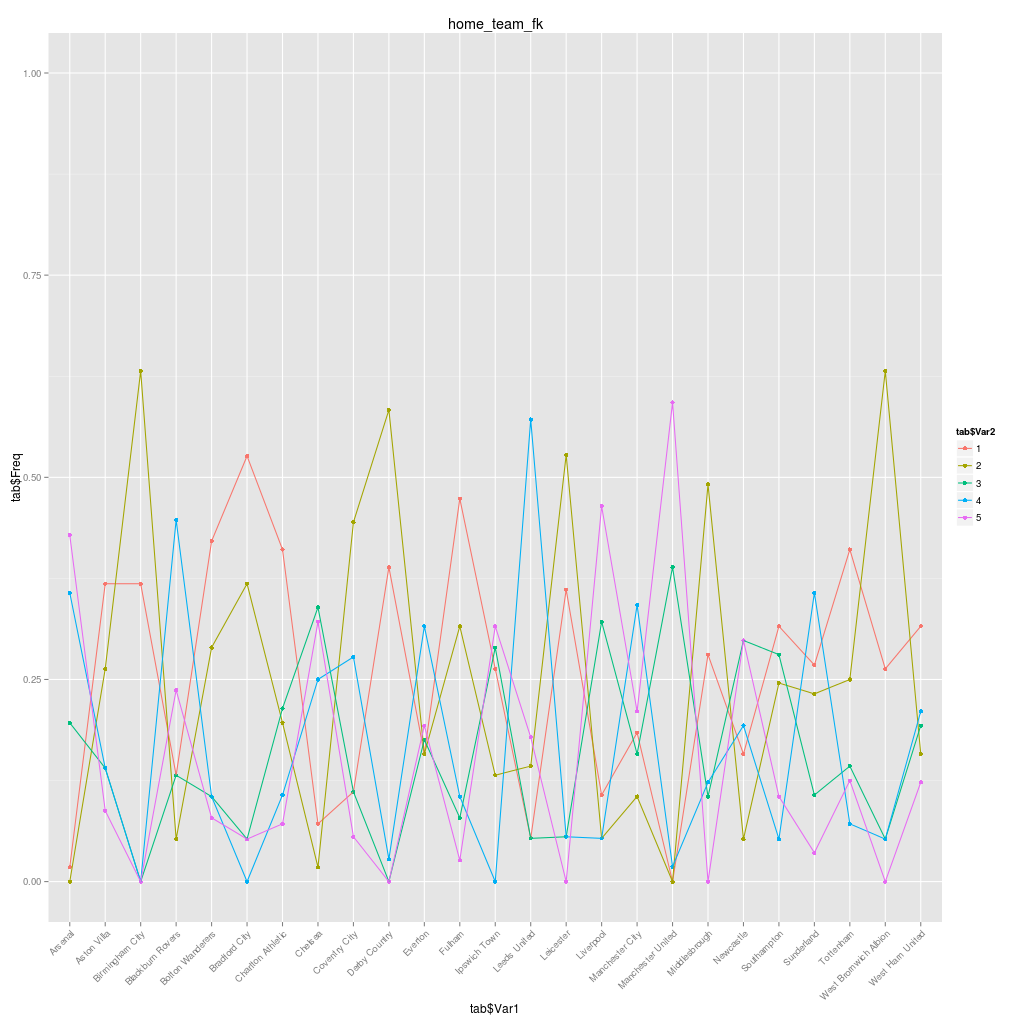 home_team_fk
1.00
0.75
0.50
0.25
0.00
tab$Freq
Arsenal
Aston Villa
Birmingham City
Blackburn Rovers
Bolton Wanderers
Bradford City
Charlton Athletic
Chelsea
Coventry City
Derby Country
Everton
Fulham
Ipswich Town
Leeds United
Leicester
Liverpool
Manchester City
Manchester United
Middlesbrough
Newcastle
Southampton
Sunderland
Tottenham
West Bromwich Albion
West Ham United
tab$Var1
tab$Var2
1
2
3
4
5